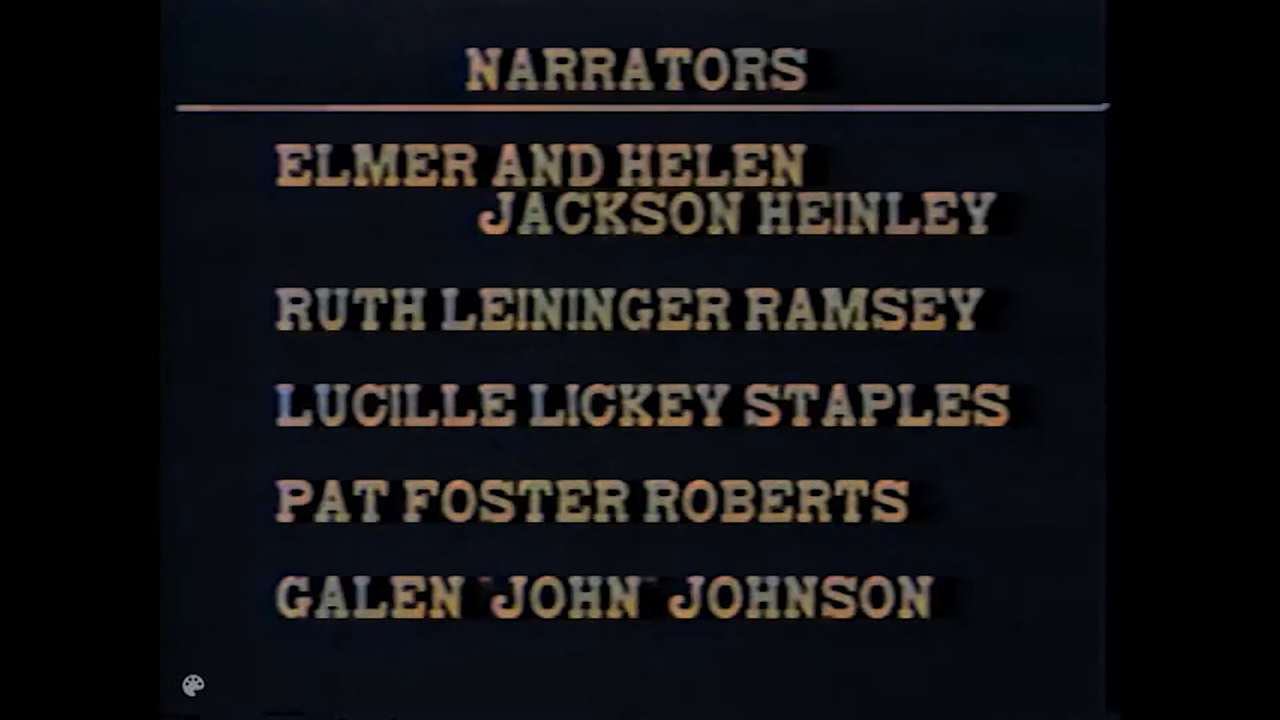 NARRATORS
ELMER AND HELEN
JACKSON HEINLEY
RUTH LEININGER RAMSEY
LUCILLE LICKEY STAPLES
PAT FOSTER ROBERTS
GALEN "JOHN" JOHNSON